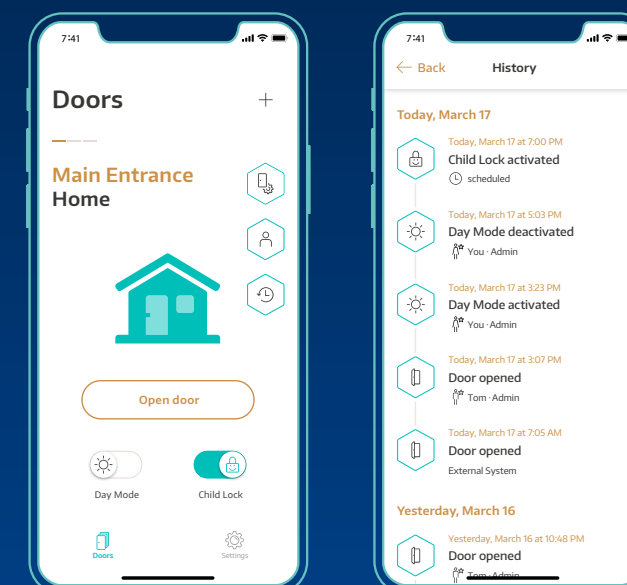 7:41
Doors
Main Entrance
Home
Open door
Day Mode
Child Lock
Doors
Settings
7:41
Back
History
Today, March 17
Today, March 17 at 7:00 PM
Child Lock activated
scheduled
Today, March 17 at 5:03 PM
Day Mode deactivated
You · Admin
Today, March 17 at 3:23 PM
Day Mode activated
You · Admin
Today, March 17 at 3:07 PM
Door opened
Tom · Admin
Today, March 17 at 7:05 AM
Door opened
External System
Yesterday, March 16
Yesterday, March 16 at 10:48 PM
Door opened
Tom · Admin